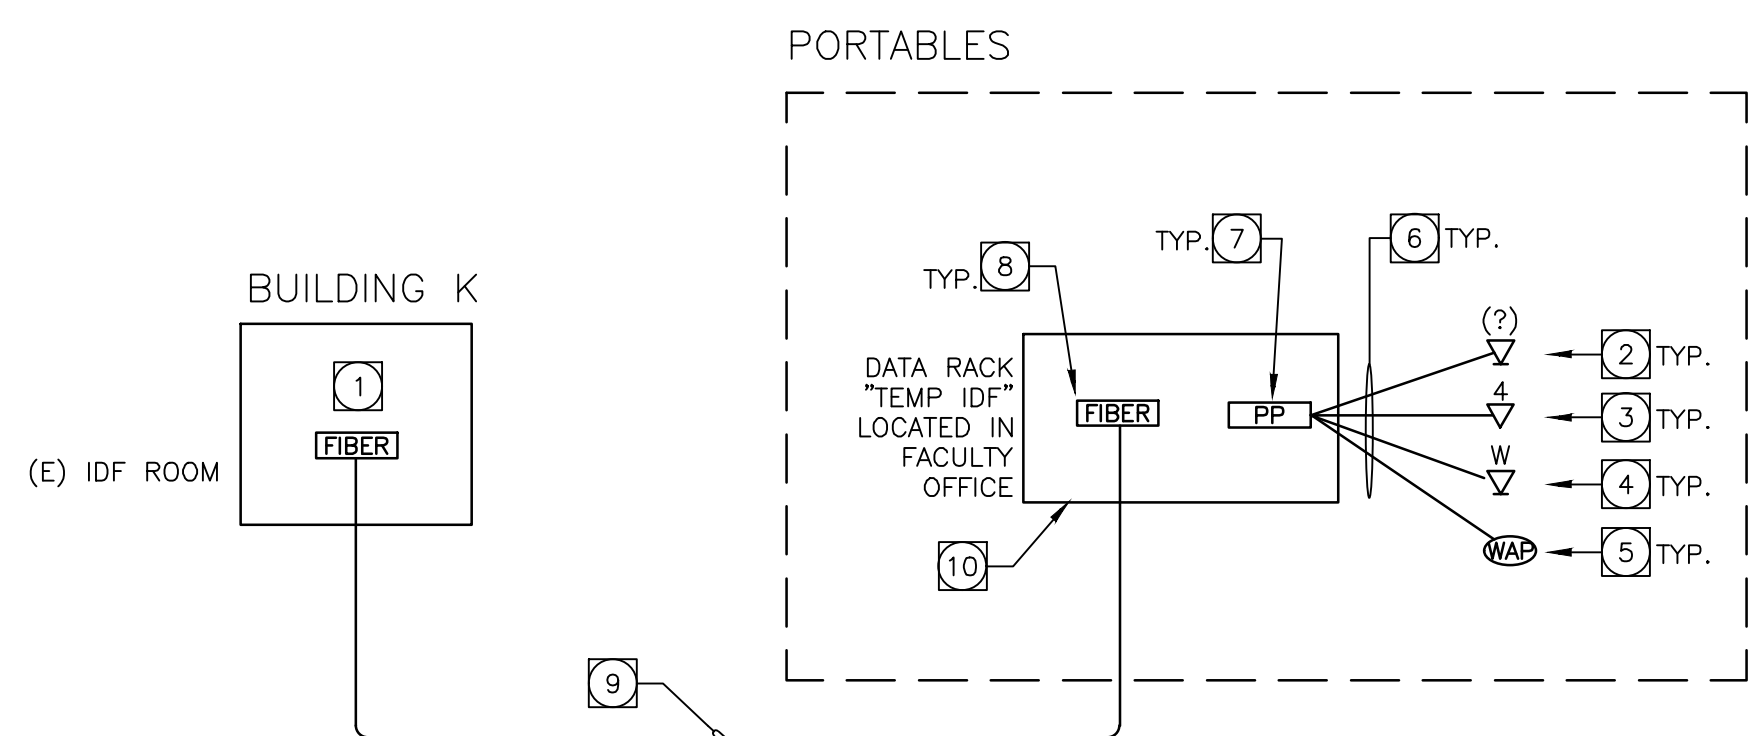 PORTABLES
BUILDING K
1
FIBER
(E) IDF ROOM
TYP. 8
TYP. 7
6 TYP.
DATA RACK
"TEMP IDF"
LOCATED IN
FACULTY
OFFICE
FIBER
PP
(?)
2 TYP.
4
3 TYP.
W
4 TYP.
WAP
5 TYP.
10
9